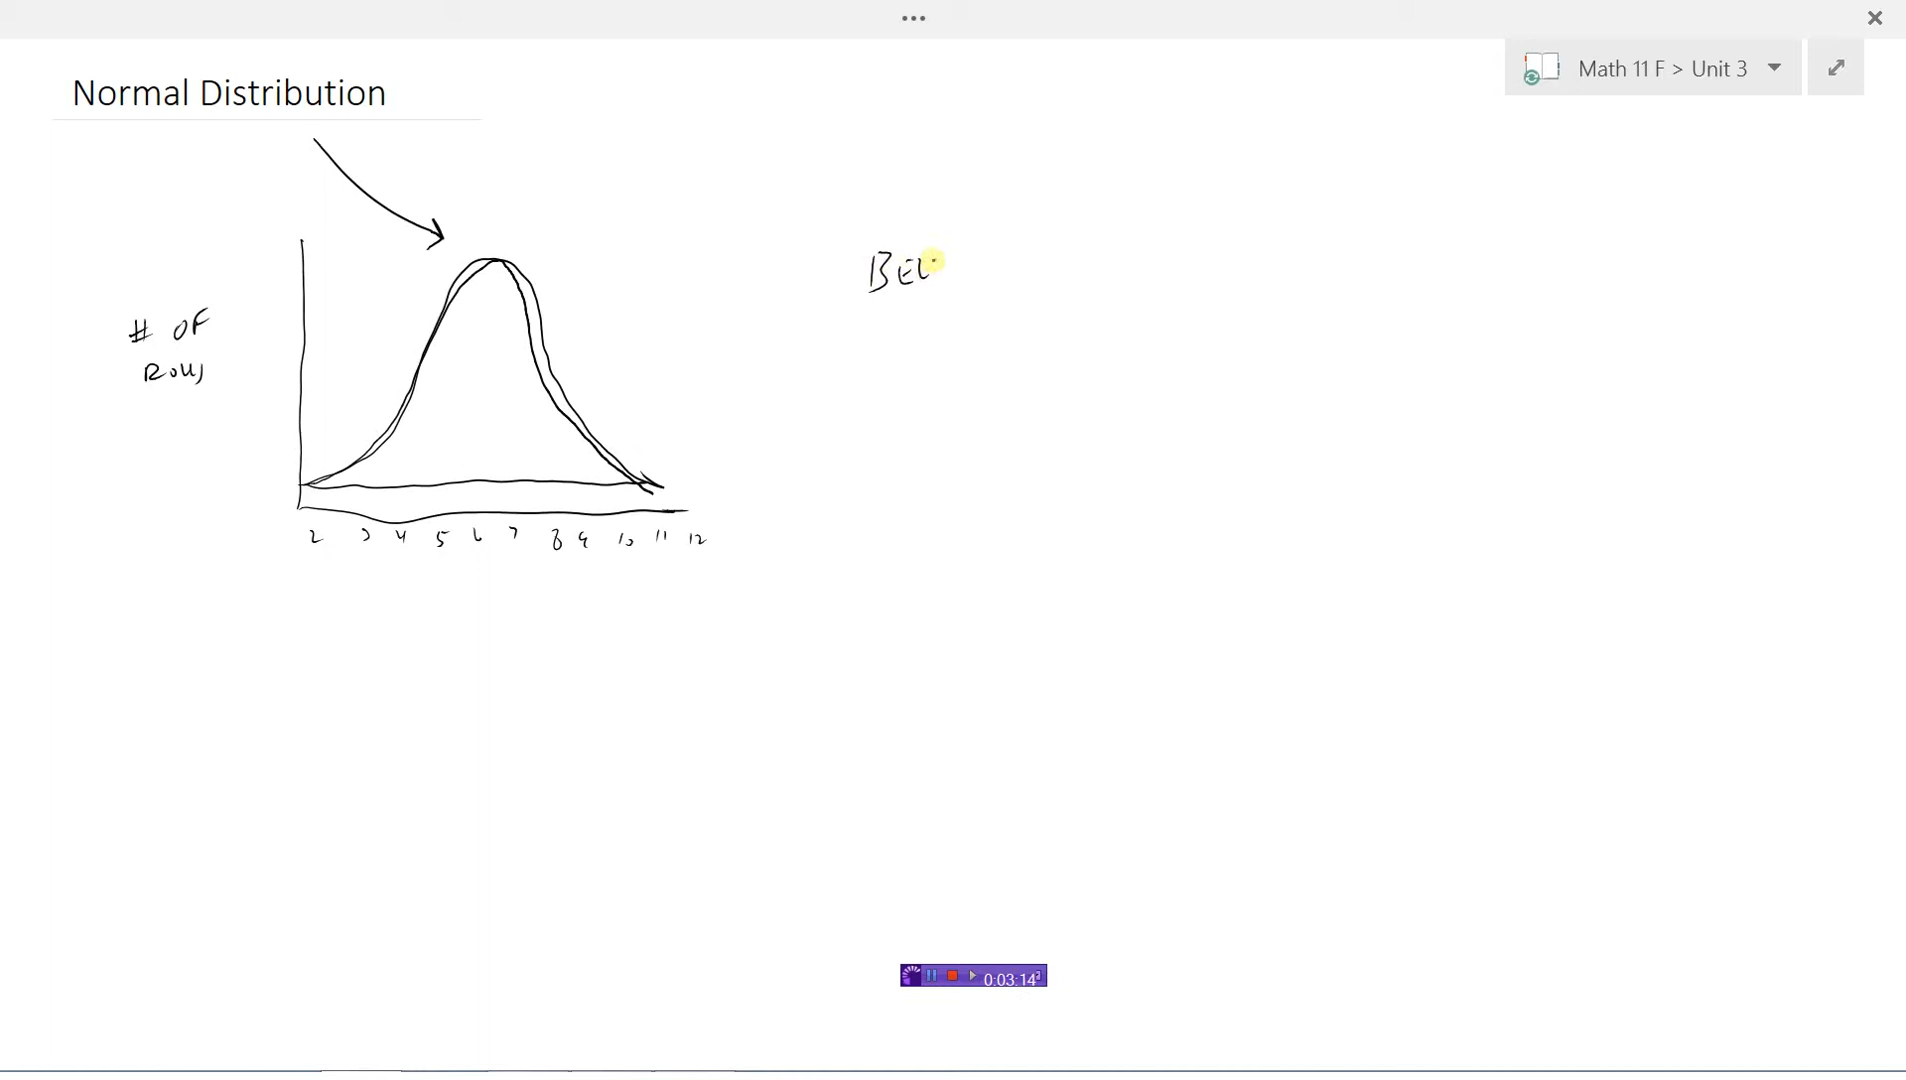 Math 11 F > Unit 3
Normal Distribution
BEL
# OF
ROLLS
2 3 4 5 6 7 8 9 10 11 12
0:03:14